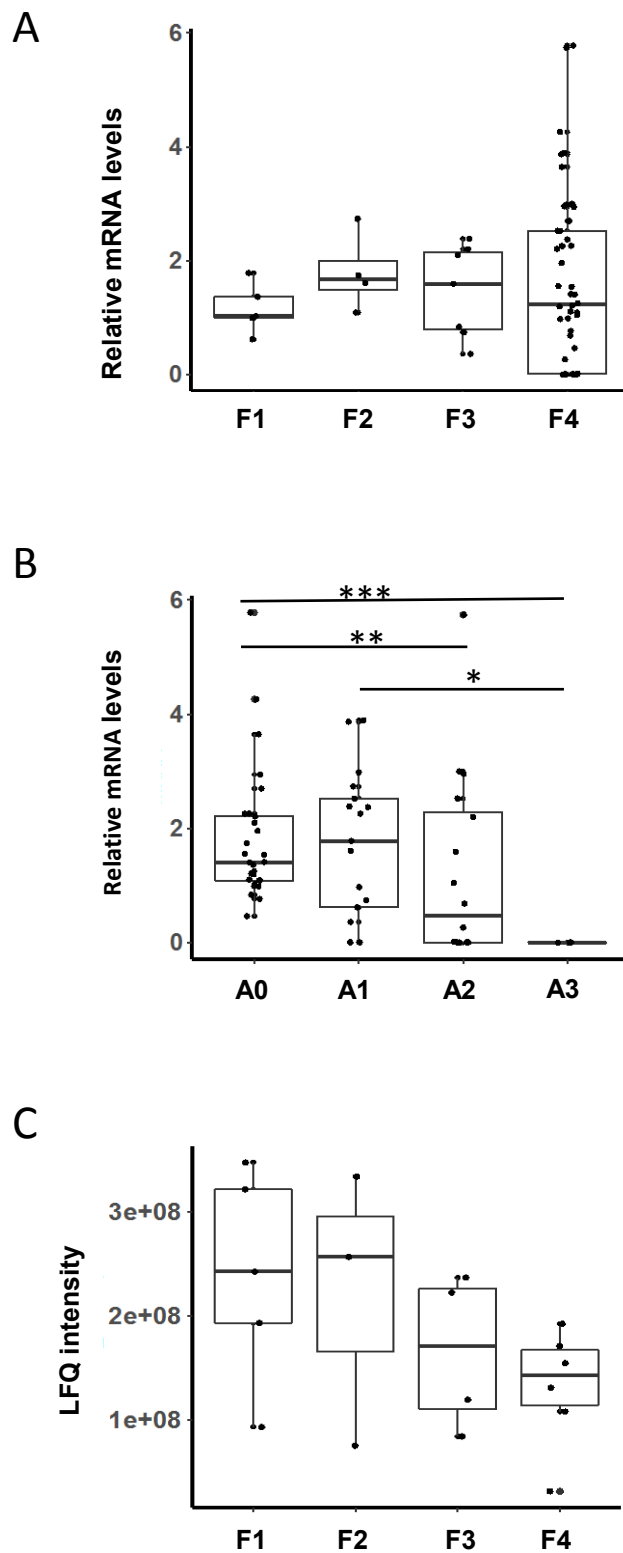 A
Relative mRNA levels
6
4
2
0
F1 F2 F3 F4
B
Relative mRNA levels
6
4
2
0
***
**
*
A0 A1 A2 A3
C
LFQ intensity
3e+08
2e+08
1e+08
F1 F2 F3 F4